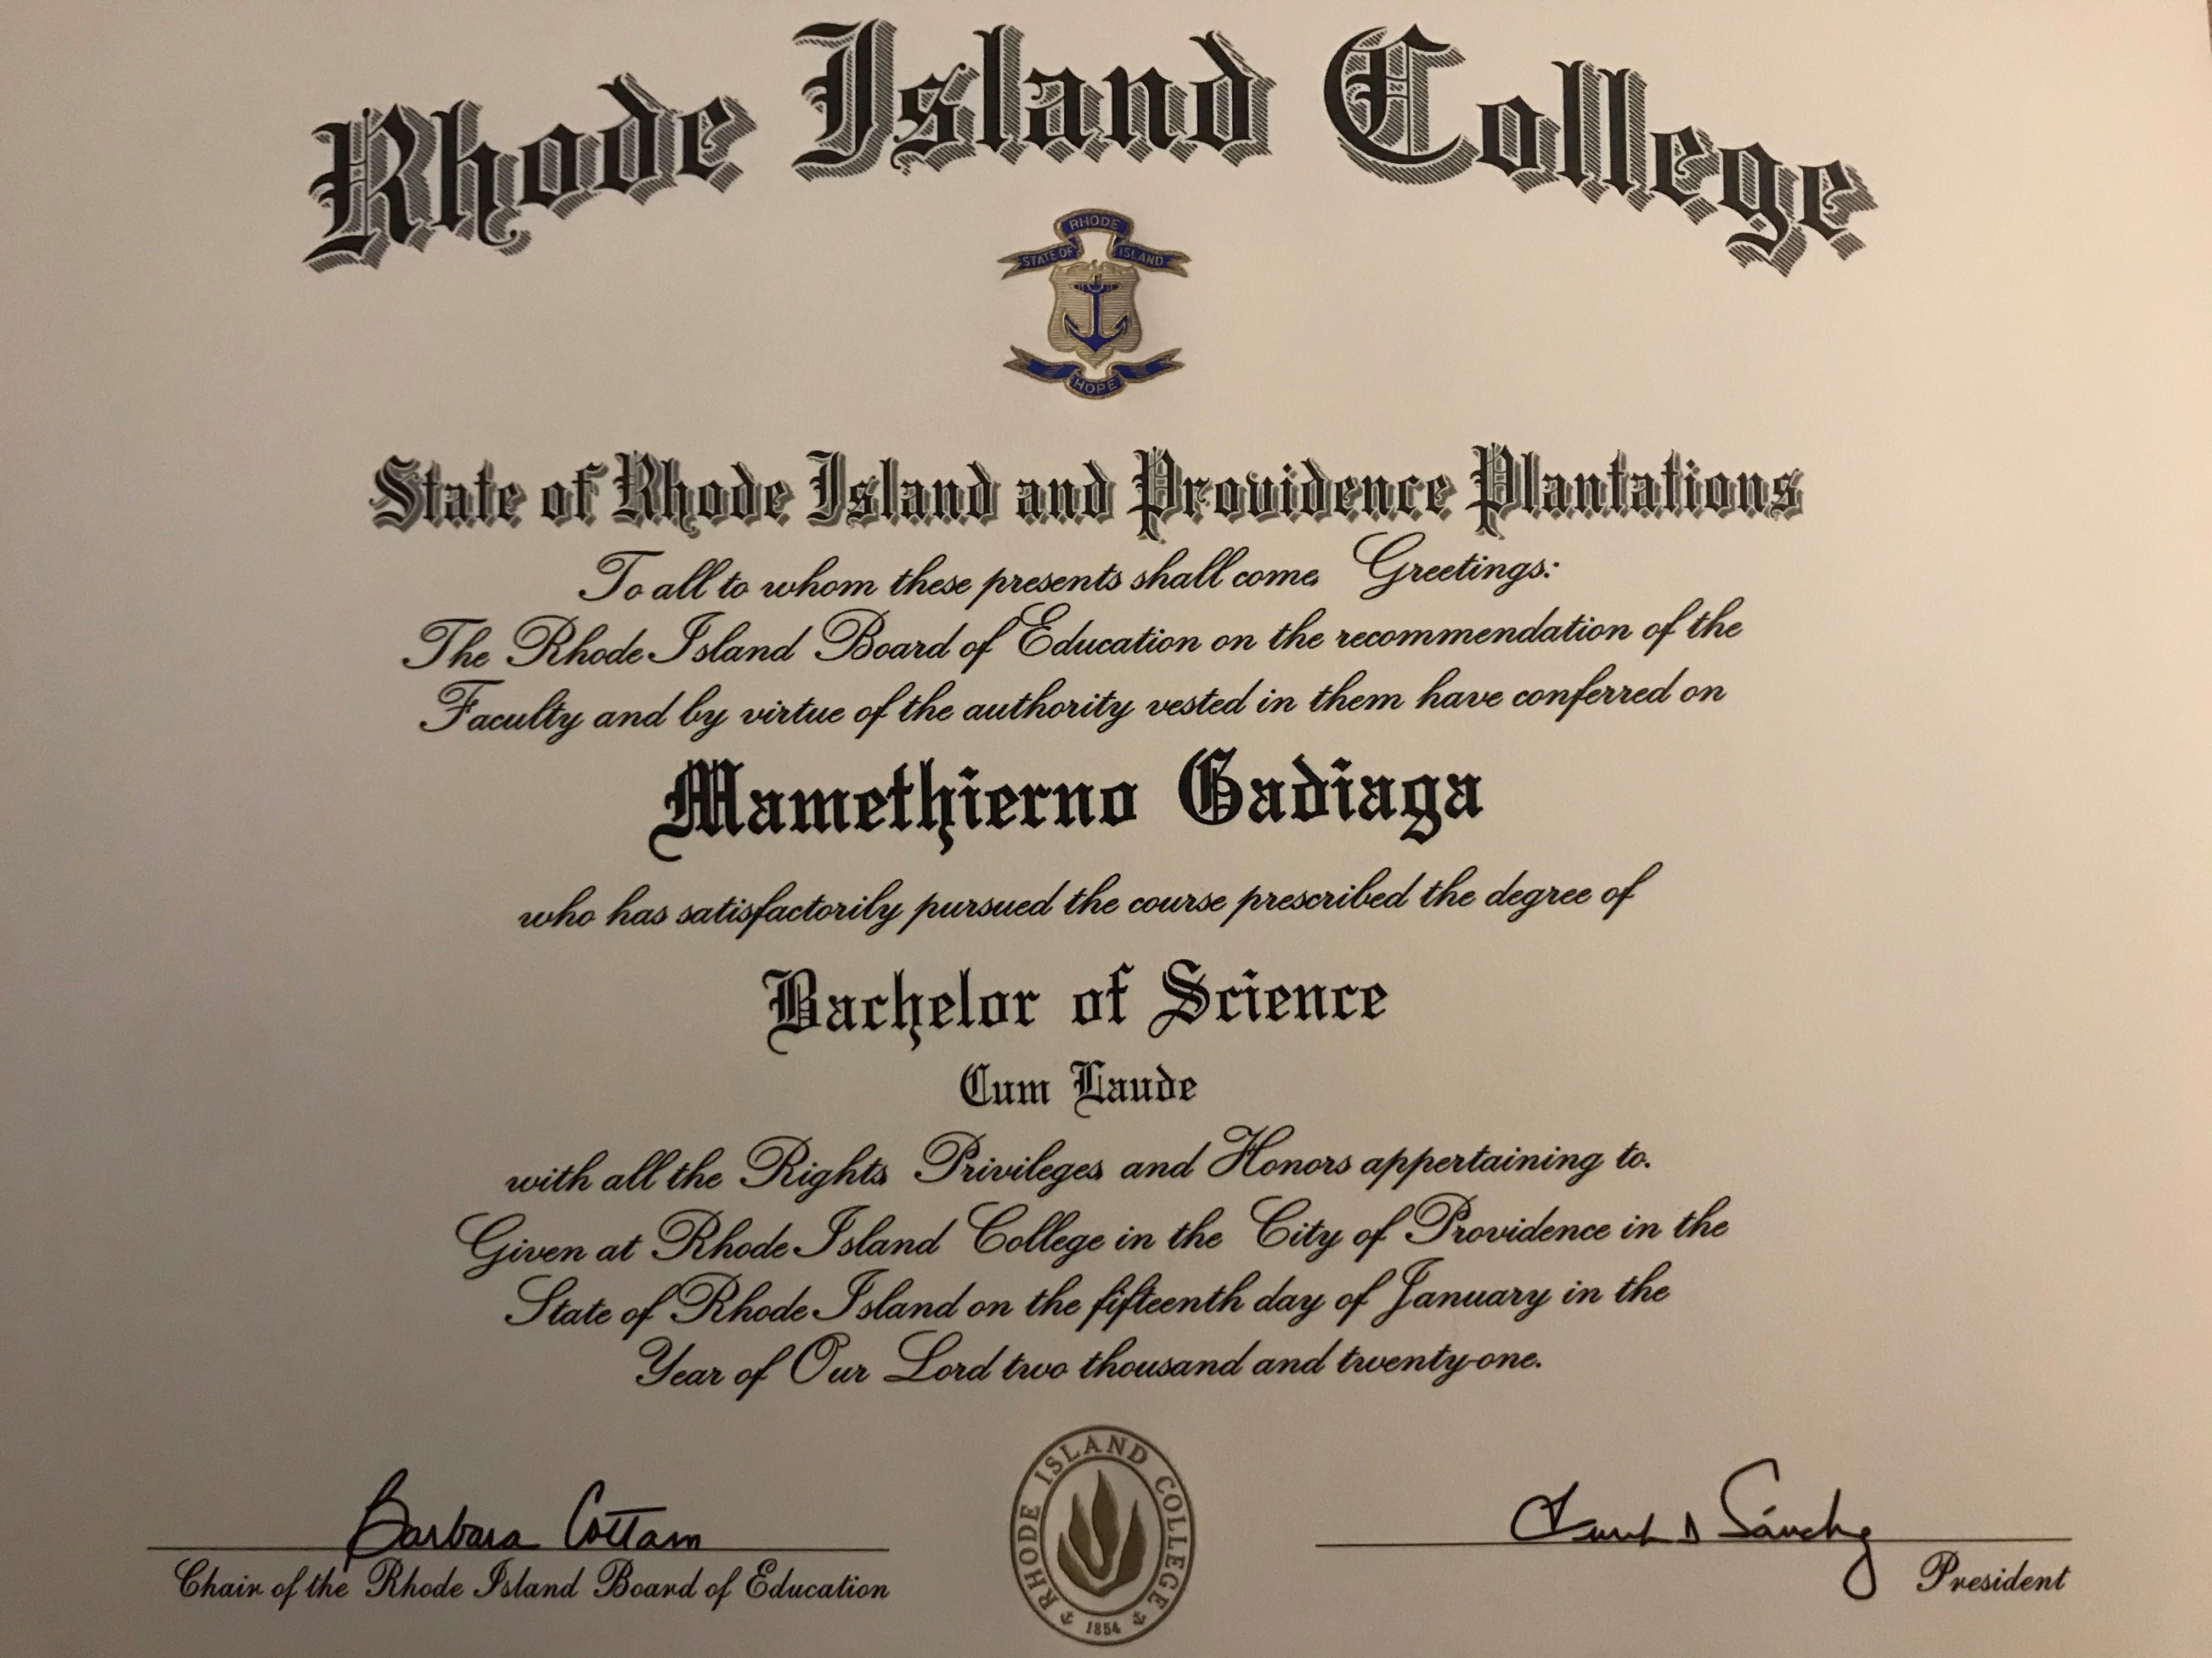 Rhode Island College
RHODE
STATE OF ISLAND
HOPE
State of Rhode Island and Providence Plantations
To all to whom these presents shall come, Greetings:
The Rhode Island Board of Education on the recommendation of the
Faculty and by virtue of the authority vested in them have conferred on
Mamethierno Gadiaga
who has satisfactorily pursued the course prescribed the degree of
Bachelor of Science
Cum Laude
with all the Rights, Privileges, and Honors appertaining to.
Given at Rhode Island College in the City of Providence in the
State of Rhode Island on the fifteenth day of January in the
Year of Our Lord two thousand and twenty-one.
Barbara Cottam
Chair of the Rhode Island Board of Education
RHODE ISLAND COLLEGE
1854
Sánchez
President